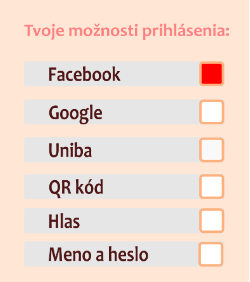 Tvoje možnosti prihlásenia:
Facebook
Google
Uniba
QR kód
Hlas
Meno a heslo